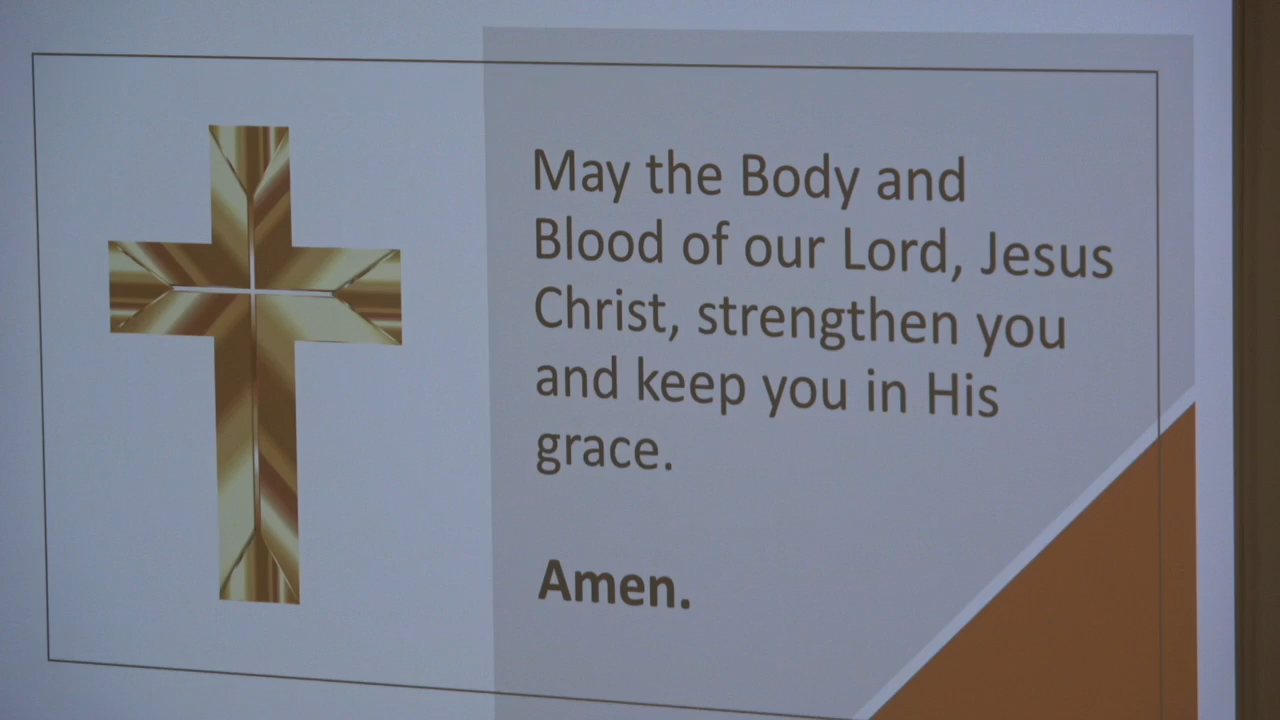 May the Body and
Blood of our Lord, Jesus
Christ, strengthen you
and keep you in His
grace.
Amen.